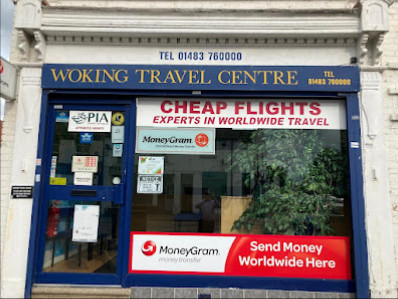 TEL 01483 760000
WOKING TRAVEL CENTRE
TEL
01483 760000
CHEAP FLIGHTS
EXPERTS IN WORLDWIDE TRAVEL
PIA
MoneyGram
MoneyGram
money transfer
Send Money
Worldwide Here